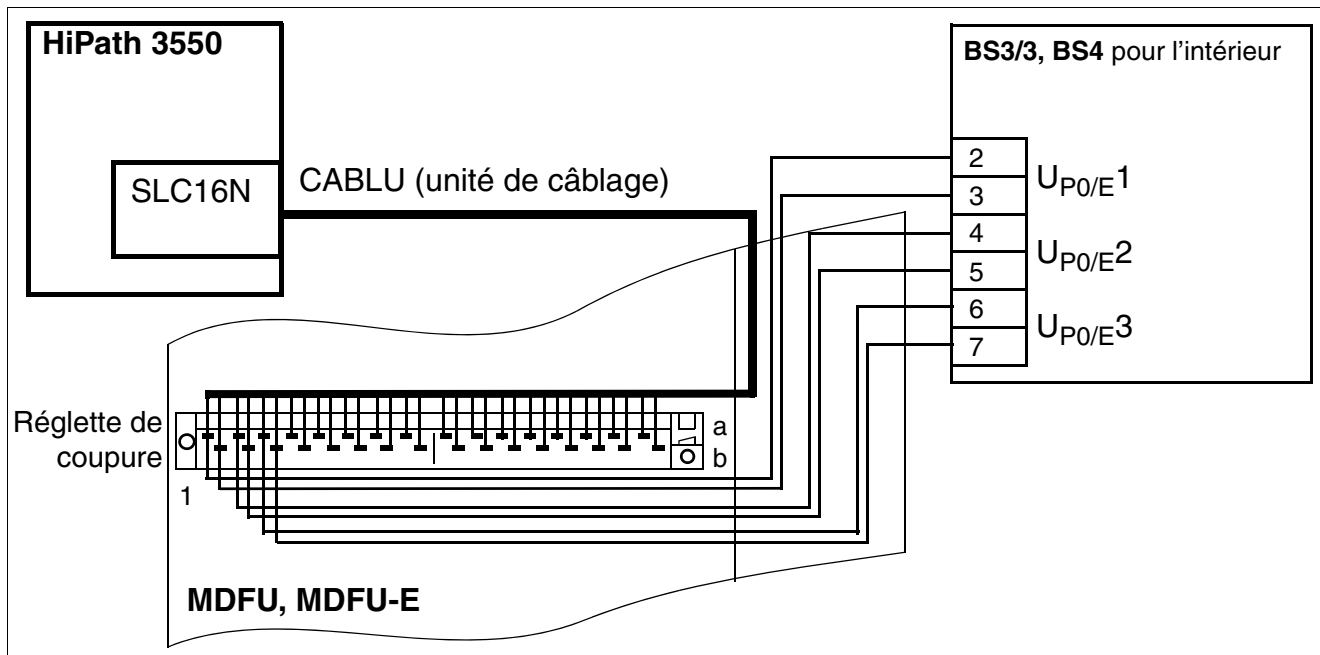 HiPath 3550
SLC16N
CABLU (unité de câblage)
BS3/3, BS4 pour l'intérieur
2
3
UP0/E1
4
5
UP0/E2
6
7
UP0/E3
Réglette de
coupure
a
b
1
MDFU, MDFU-E